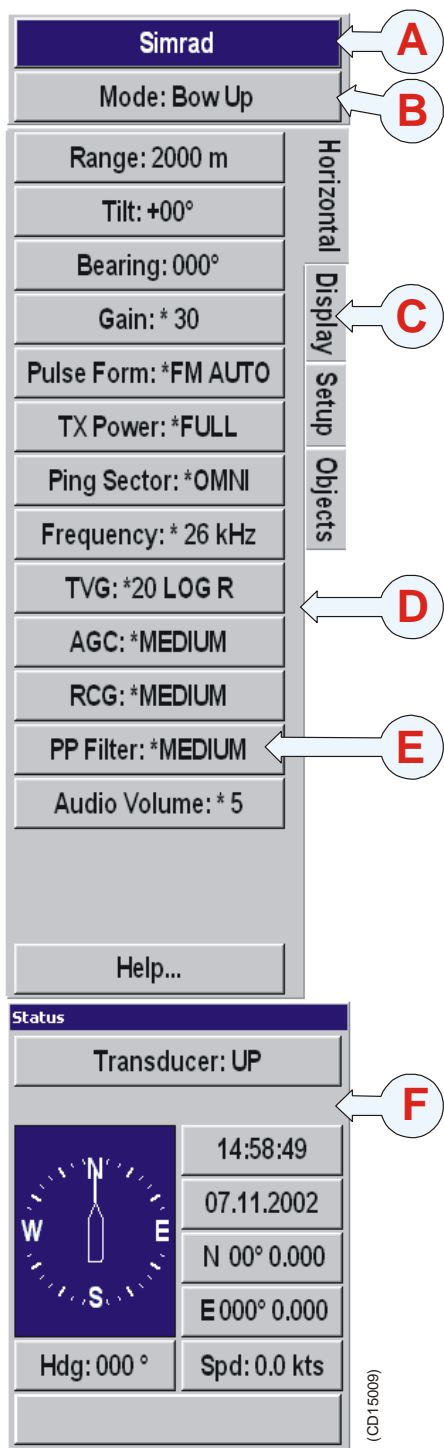 Simrad
A
Mode: Bow Up
B
Range: 2000 m
Horizontal
Tilt: +00°
Bearing: 000°
Gain: * 30
Display
C
Pulse Form: *FM AUTO
Setup
TX Power: *FULL
Ping Sector: *OMNI
Objects
Frequency: * 26 kHz
TVG: *20 LOG R
D
AGC: *MEDIUM
RCG: *MEDIUM
PP Filter: *MEDIUM
E
Audio Volume: * 5
Help...
Status
Transducer: UP
F
14:58:49
07.11.2002
N 00° 0.000
E 000° 0.000
N
W
E
S
Hdg: 000 °
Spd: 0.0 kts
(CD15009)